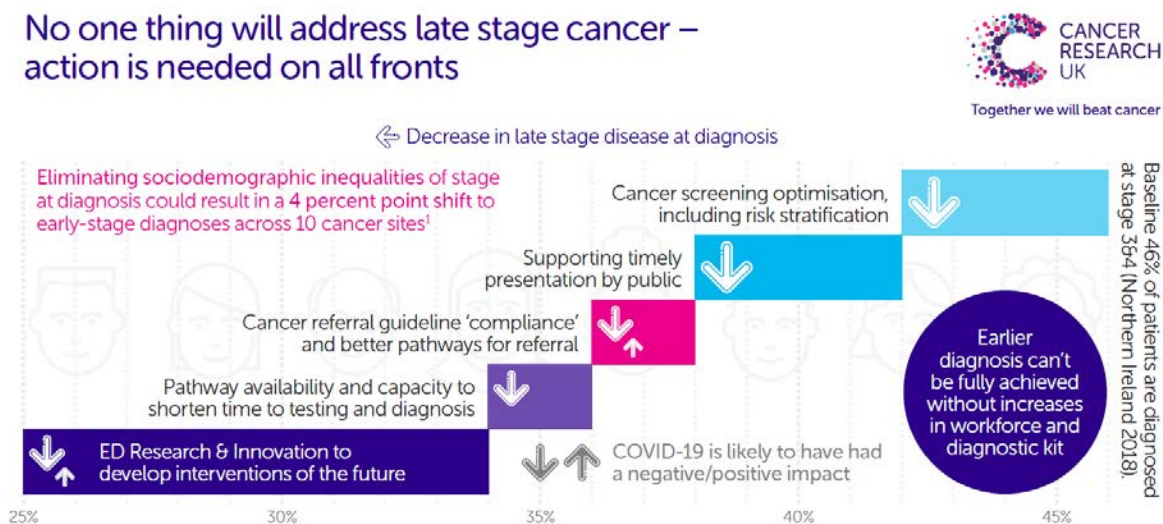 No one thing will address late stage cancer –
action is needed on all fronts
CANCER
RESEARCH
UK
Together we will beat cancer
Decrease in late stage disease at diagnosis
Eliminating sociodemographic inequalities of stage
at diagnosis could result in a 4 percent point shift to
early-stage diagnoses across 10 cancer sites¹
Cancer screening optimisation,
including risk stratification
Supporting timely
presentation by public
Cancer referral guideline ‘compliance’
and better pathways for referral
Pathway availability and capacity to
shorten time to testing and diagnosis
ED Research & Innovation to
develop interventions of the future
COVID-19 is likely to have had
a negative/positive impact
Earlier
diagnosis can’t
be fully achieved
without increases
in workforce and
diagnostic kit
Baseline 46% of patients are diagnosed
at stage 3&4 (Northern Ireland 2018).
25%
30%
35%
40%
45%